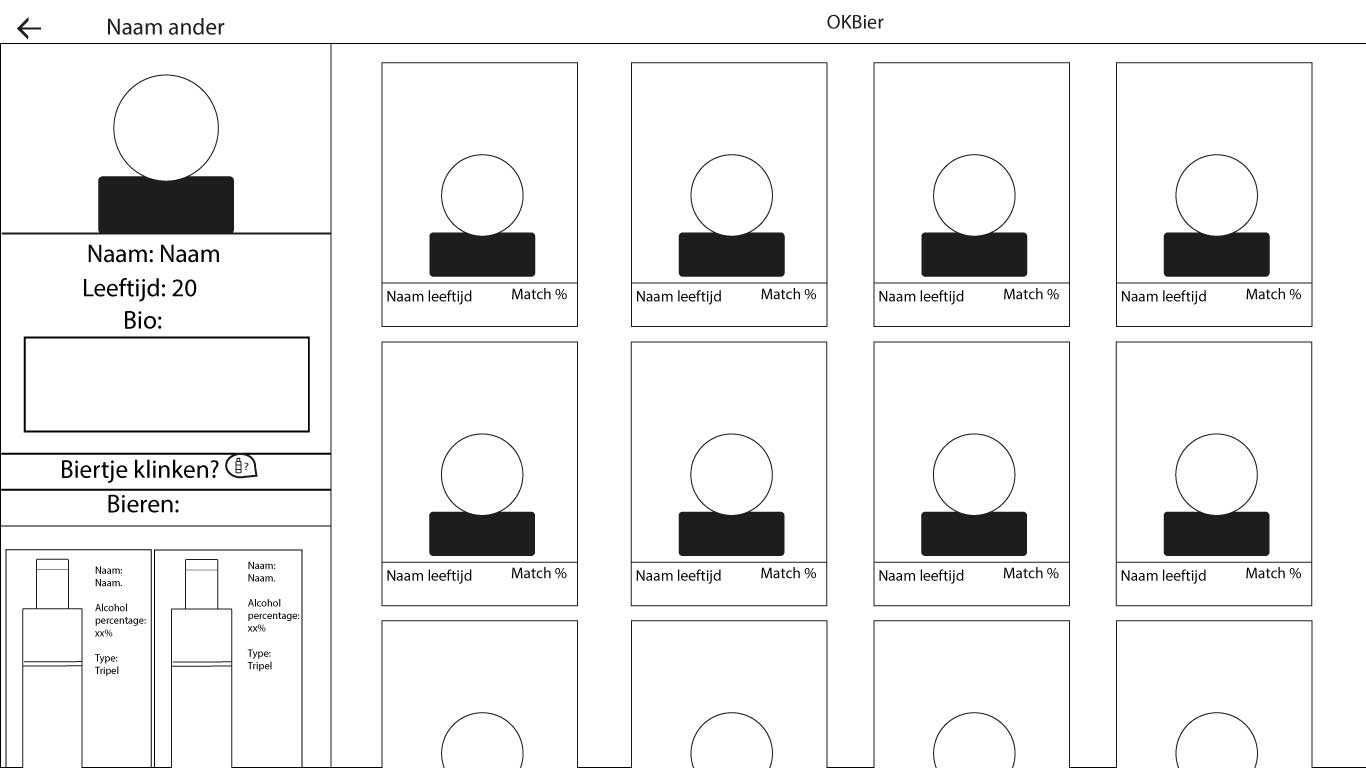 Naam ander
OKBier
Naam: Naam
Leeftijd: 20
Bio:
Biertje klinken? ?
Bieren:
Naam:
Naam.
Alcohol
percentage:
xx%
Type:
Tripel
Naam:
Naam.
Alcohol
percentage:
xx%
Type:
Tripel
Naam leeftijd Match %
Naam leeftijd Match %
Naam leeftijd Match %
Naam leeftijd Match %
Naam leeftijd Match %
Naam leeftijd Match %
Naam leeftijd Match %
Naam leeftijd Match %